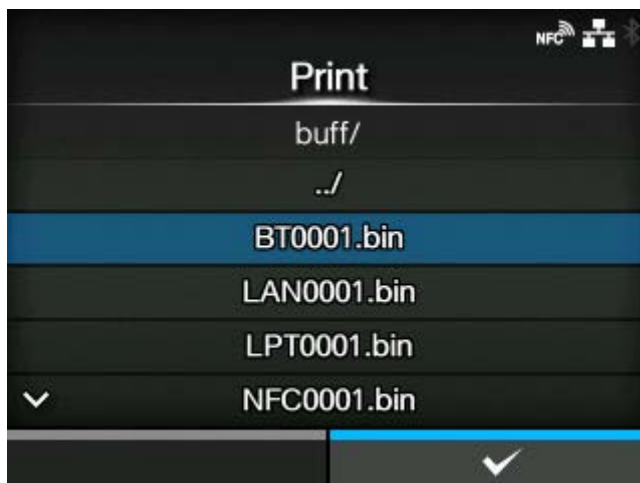 NFC
Print
buff/
../
BT0001.bin
LAN0001.bin
LPT0001.bin
NFC0001.bin